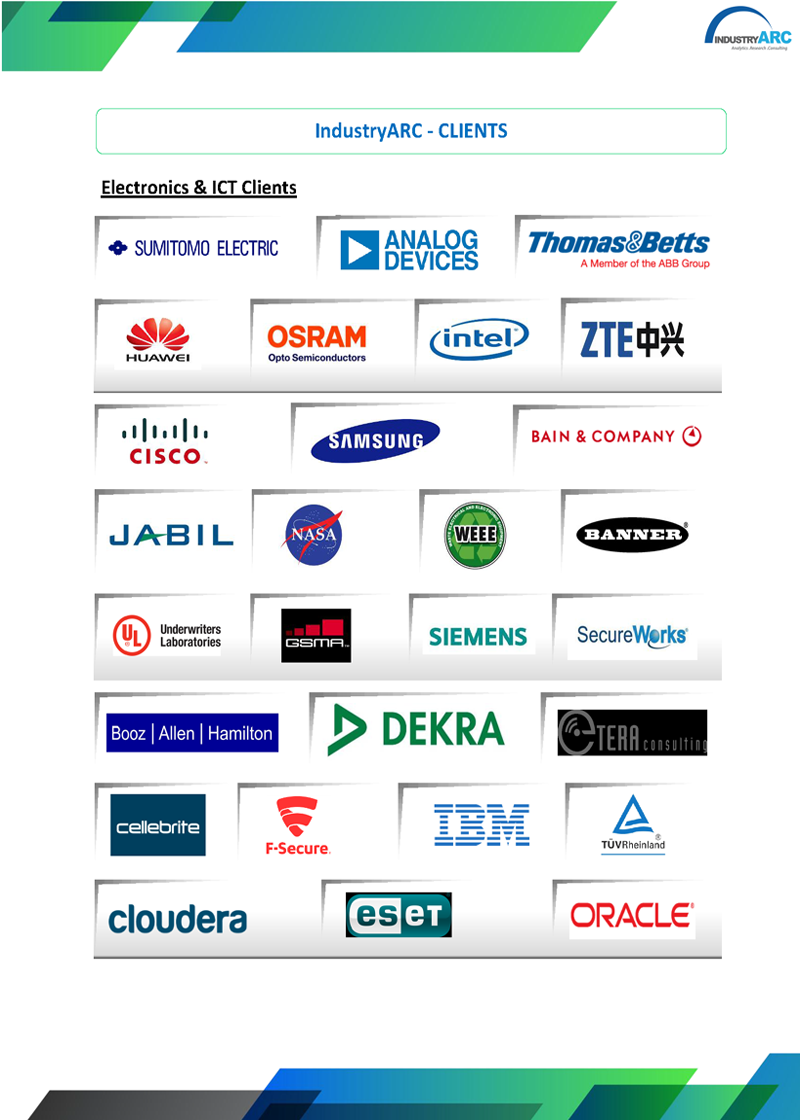 INDUSTRYARC
Analytics. Research. Consulting
IndustryARC - CLIENTS
Electronics & ICT Clients
SUMITOMO ELECTRIC
ANALOG
DEVICES
Thomas&Betts
A Member of the ABB Group
HUAWEI
OSRAM
Opto Semiconductors
intel
ZTE中兴
CISCO
SAMSUNG
BAIN & COMPANY
JABIL
NASA
WEEE
BANNER
UL
Underwriters
Laboratories
GSMA
SIEMENS
SecureWorks
Booz | Allen | Hamilton
DEKRA
eTERA consulting
cellebrite
F-Secure
IBM
TÜVRheinland
cloudera
eseT
ORACLE